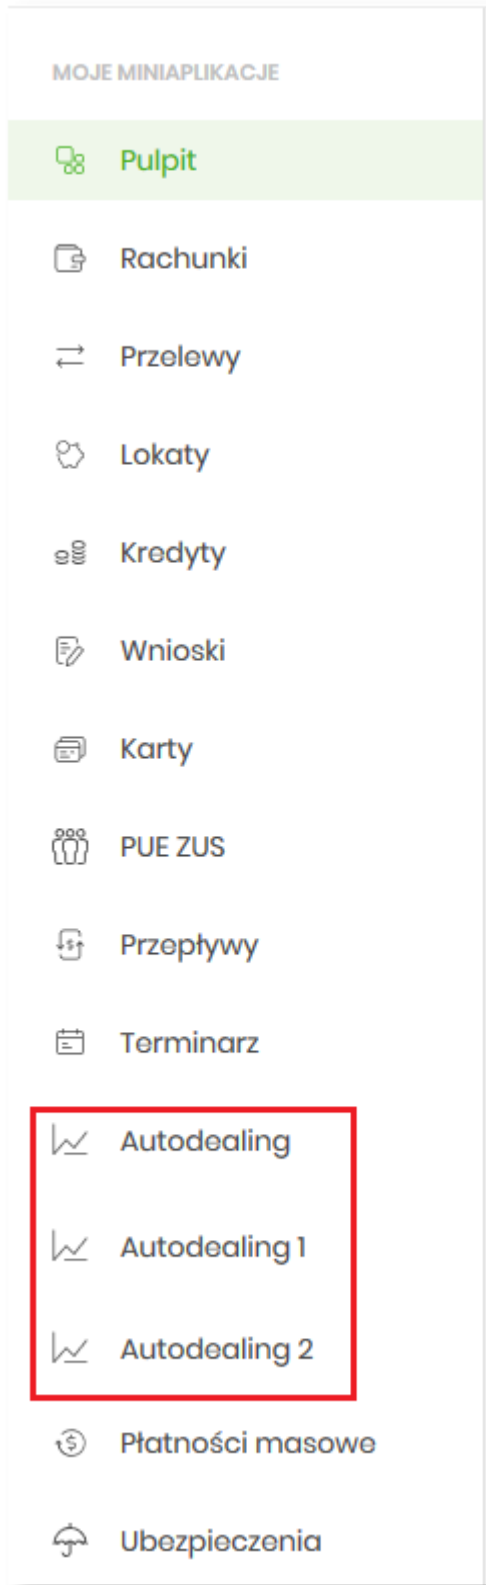 MOJE MINIAPLIKACJE
Pulpit
Rachunki
Przelewy
Lokaty
Kredyty
Wnioski
Karty
PUE ZUS
Przepływy
Terminarz
Autodealing
Autodealing 1
Autodealing 2
Płatności masowe
Ubezpieczenia